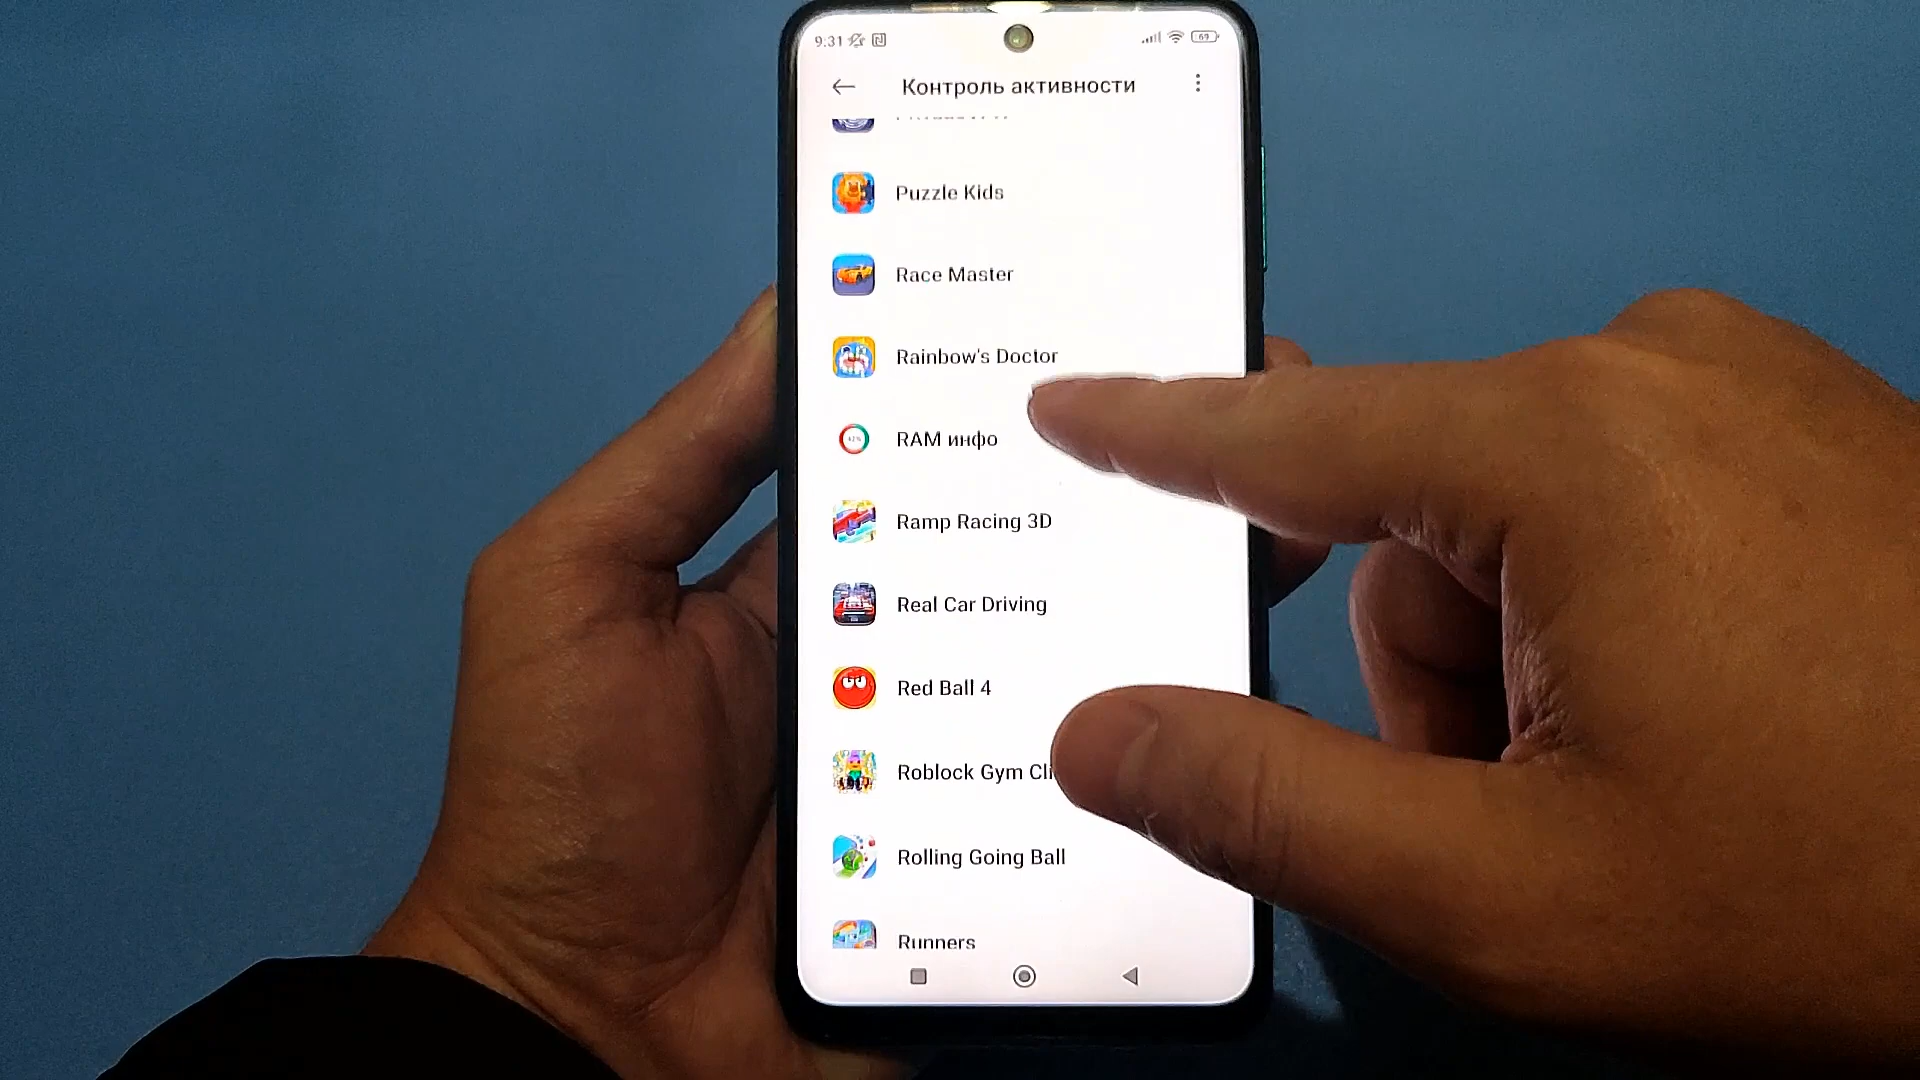 9:31
69
Контроль активности
Puzzle Kids
Race Master
Rainbow's Doctor
RAM инфо
Ramp Racing 3D
Real Car Driving
Red Ball 4
Roblock Gym Cli
Rolling Going Ball
Runners